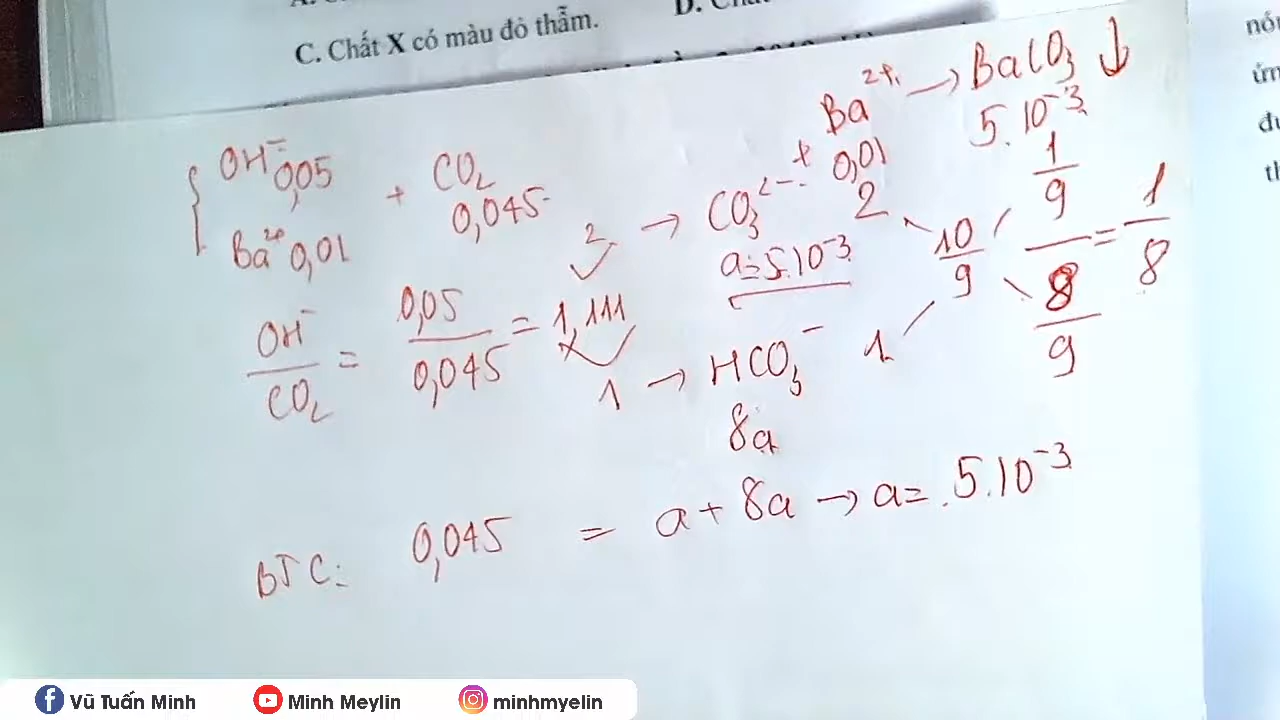 C. Chất X có màu đỏ thẫm.
D.
OH⁻ 0,05 + CO₂ 0,045
Ba²⁺ 0,01
2 → CO₃²⁻ + Ba²⁺ → BaCO₃ ↓
a=5.10⁻³ 0,01 5.10⁻³
OH⁻/CO₂ = 0,05/0,045 = 1,111
1 → HCO₃⁻
8a
2 10/9 1/9
1 8/9 = 1/8
BTC: 0,045 = a + 8a → a = 5.10⁻³
Vũ Tuấn Minh
Minh Meylin
minhmyelin